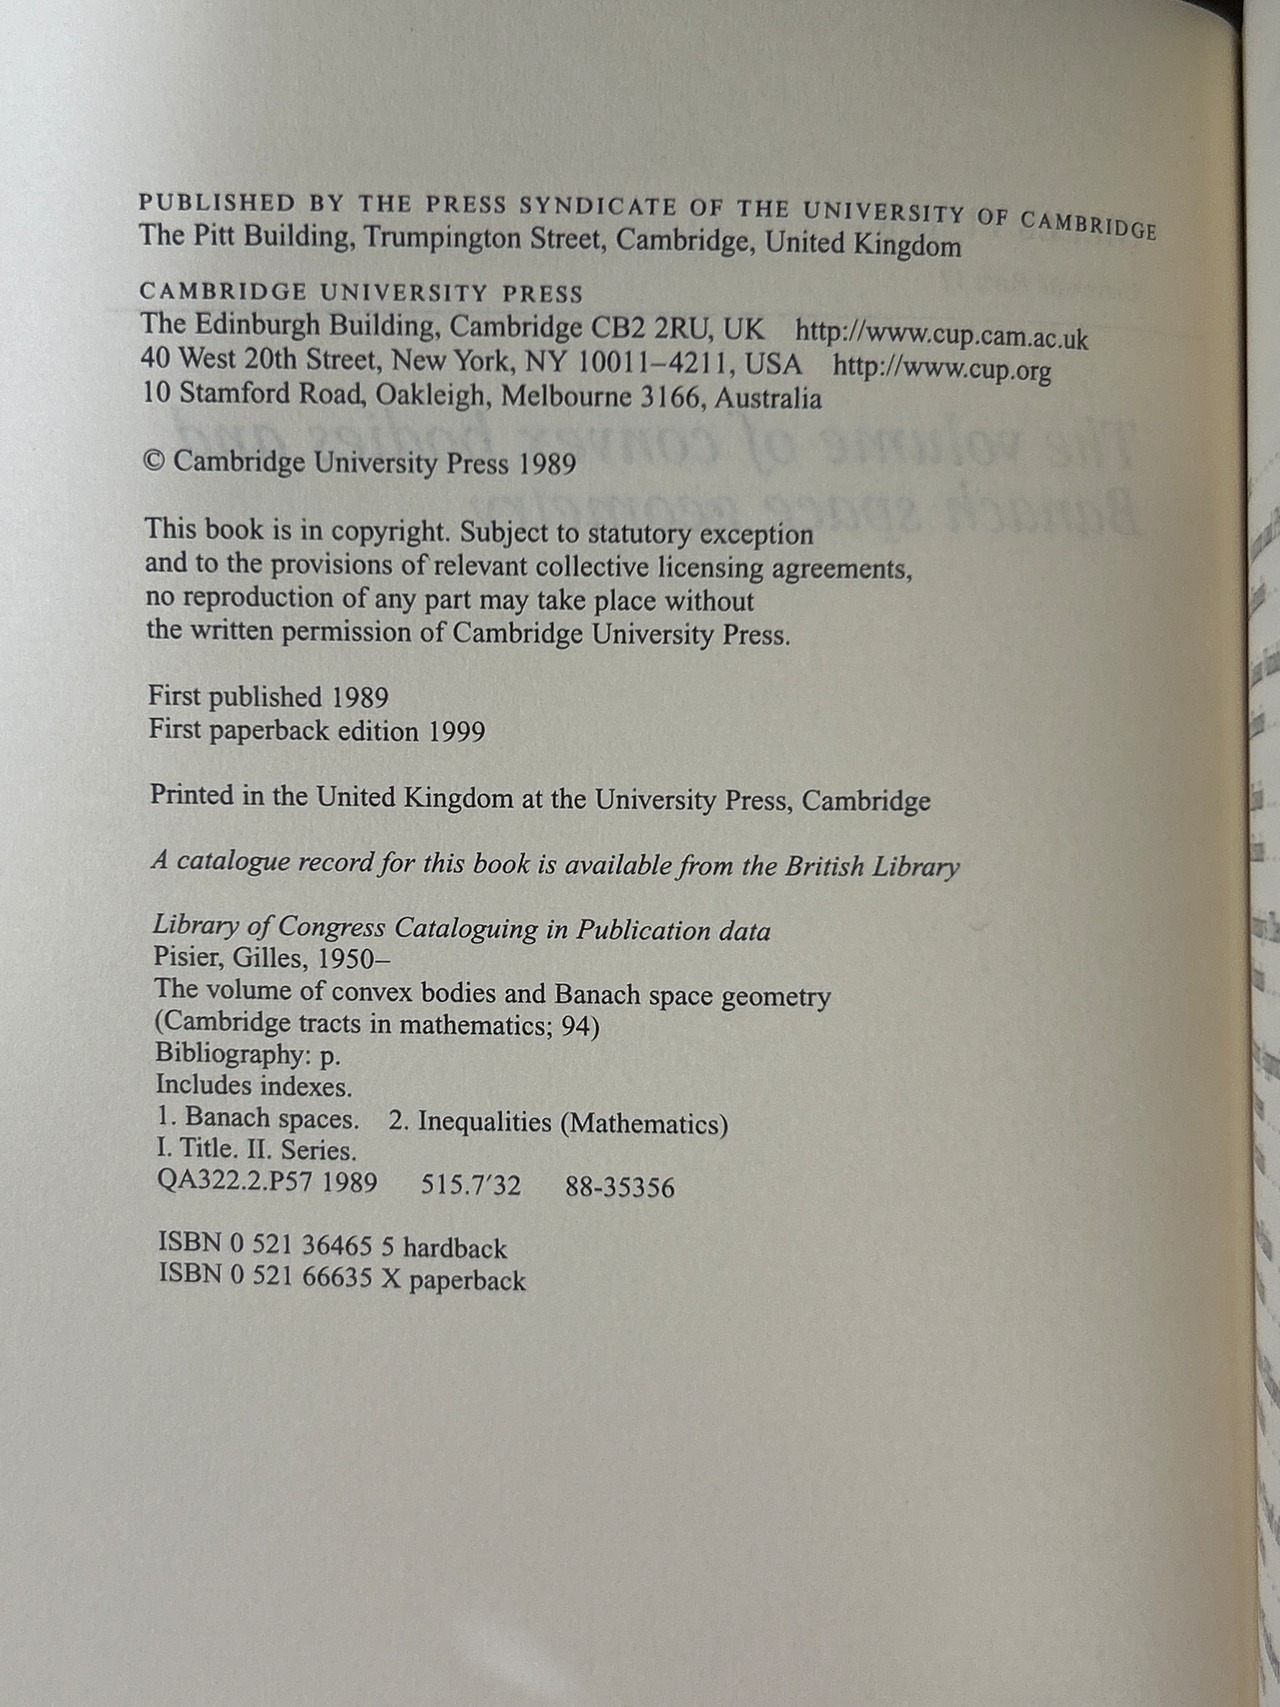 PUBLISHED BY THE PRESS SYNDICATE OF THE UNIVERSITY OF CAMBRIDGE
The Pitt Building, Trumpington Street, Cambridge, United Kingdom
CAMBRIDGE UNIVERSITY PRESS
The Edinburgh Building, Cambridge CB2 2RU, UK http://www.cup.cam.ac.uk
40 West 20th Street, New York, NY 10011–4211, USA http://www.cup.org
10 Stamford Road, Oakleigh, Melbourne 3166, Australia
© Cambridge University Press 1989
This book is in copyright. Subject to statutory exception
and to the provisions of relevant collective licensing agreements,
no reproduction of any part may take place without
the written permission of Cambridge University Press.
First published 1989
First paperback edition 1999
Printed in the United Kingdom at the University Press, Cambridge
A catalogue record for this book is available from the British Library
Library of Congress Cataloguing in Publication data
Pisier, Gilles, 1950–
The volume of convex bodies and Banach space geometry
(Cambridge tracts in mathematics; 94)
Bibliography: p.
Includes indexes.
1. Banach spaces. 2. Inequalities (Mathematics)
I. Title. II. Series.
QA322.2.P57 1989 515.7′32 88-35356
ISBN 0 521 36465 5 hardback
ISBN 0 521 66635 X paperback